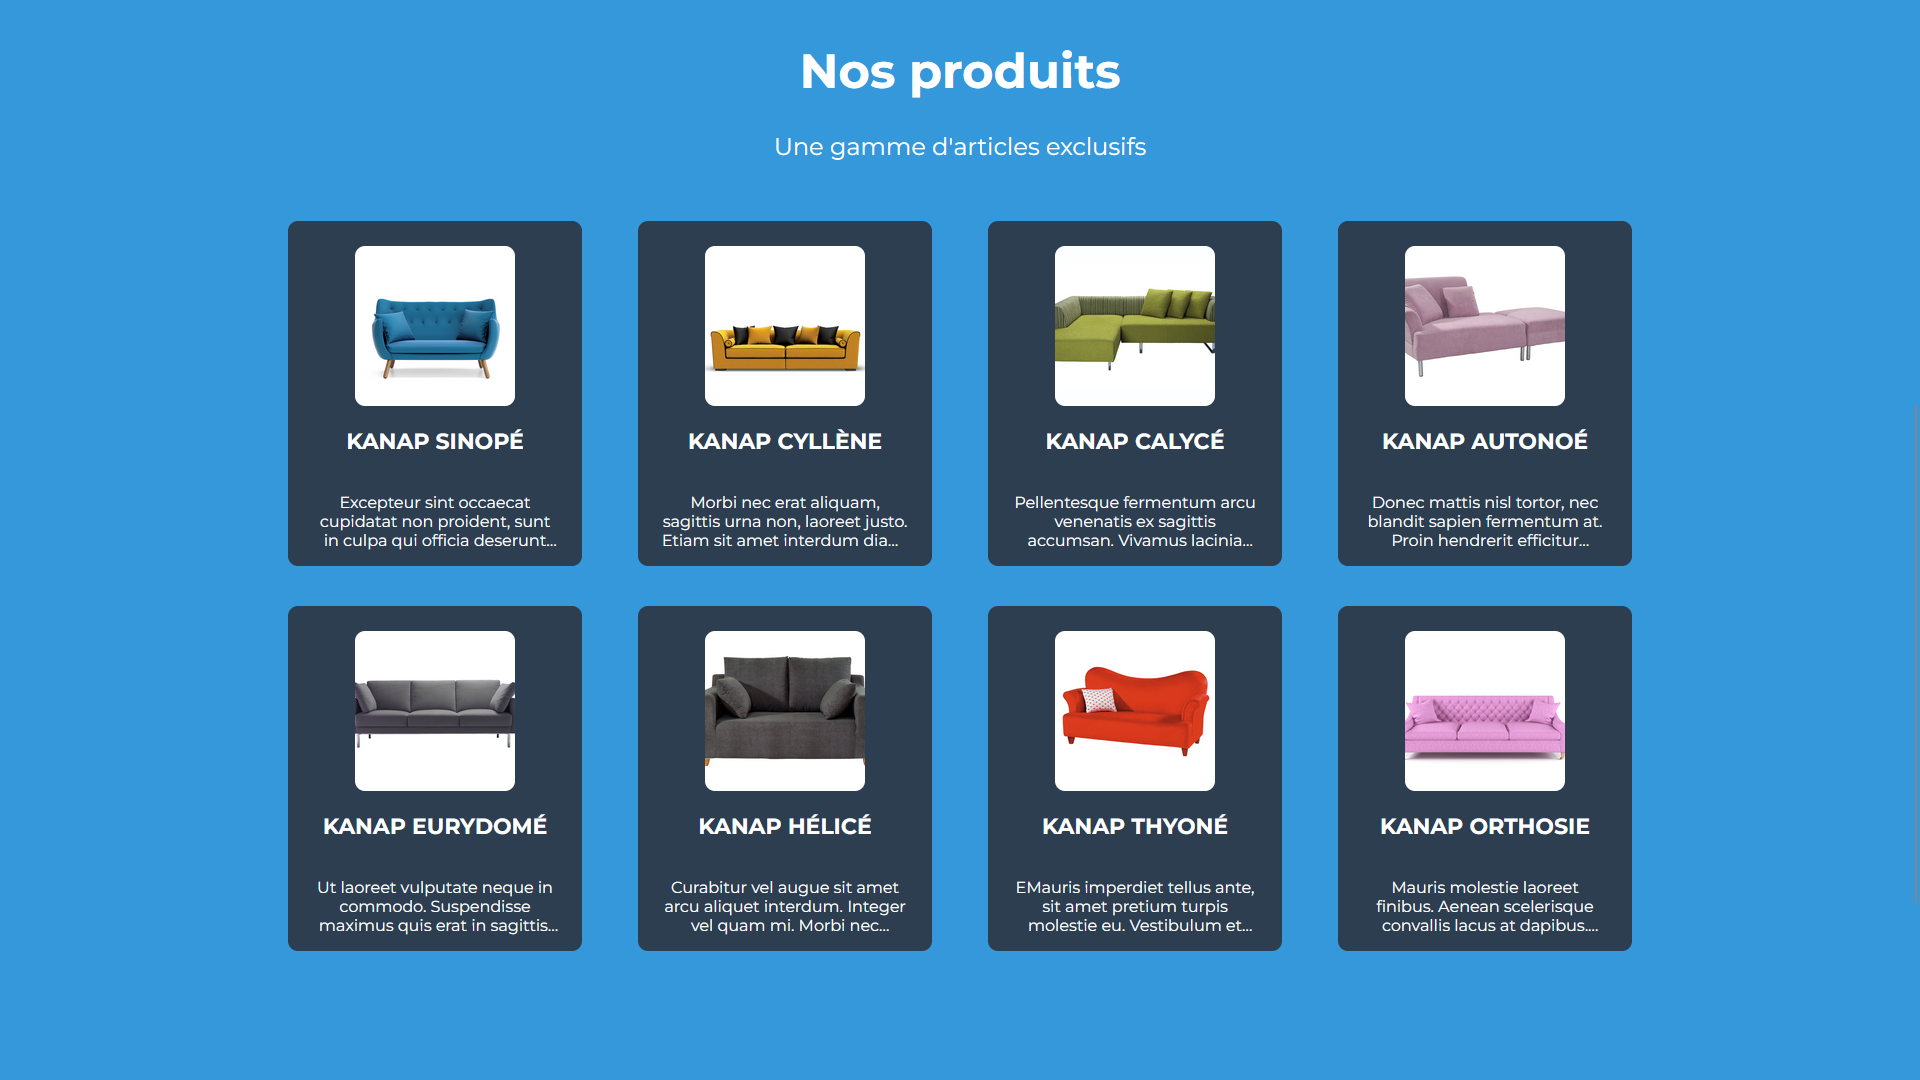 Nos produits
Une gamme d'articles exclusifs
KANAP SINOPÉ
Excepteur sint occaecat
cupidatat non proident, sunt
in culpa qui officia deserunt...
KANAP CYLLÈNE
Morbi nec erat aliquam,
sagittis urna non, laoreet justo.
Etiam sit amet interdum dia...
KANAP CALYCÉ
Pellentesque fermentum arcu
venenatis ex sagittis
accumsan. Vivamus lacinia...
KANAP AUTONOÉ
Donec mattis nisl tortor, nec
blandit sapien fermentum at.
Proin hendrerit efficitur...
KANAP EURYDOMÉ
Ut laoreet vulputate neque in
commodo. Suspendisse
maximus quis erat in sagittis...
KANAP HÉLICÉ
Curabitur vel augue sit amet
arcu aliquet interdum. Integer
vel quam mi. Morbi nec...
KANAP THYONÉ
EMauris imperdiet tellus ante,
sit amet pretium turpis
molestie eu. Vestibulum et...
KANAP ORTHOSIE
Mauris molestie laoreet
finibus. Aenean scelerisque
convallis lacus at dapibus....